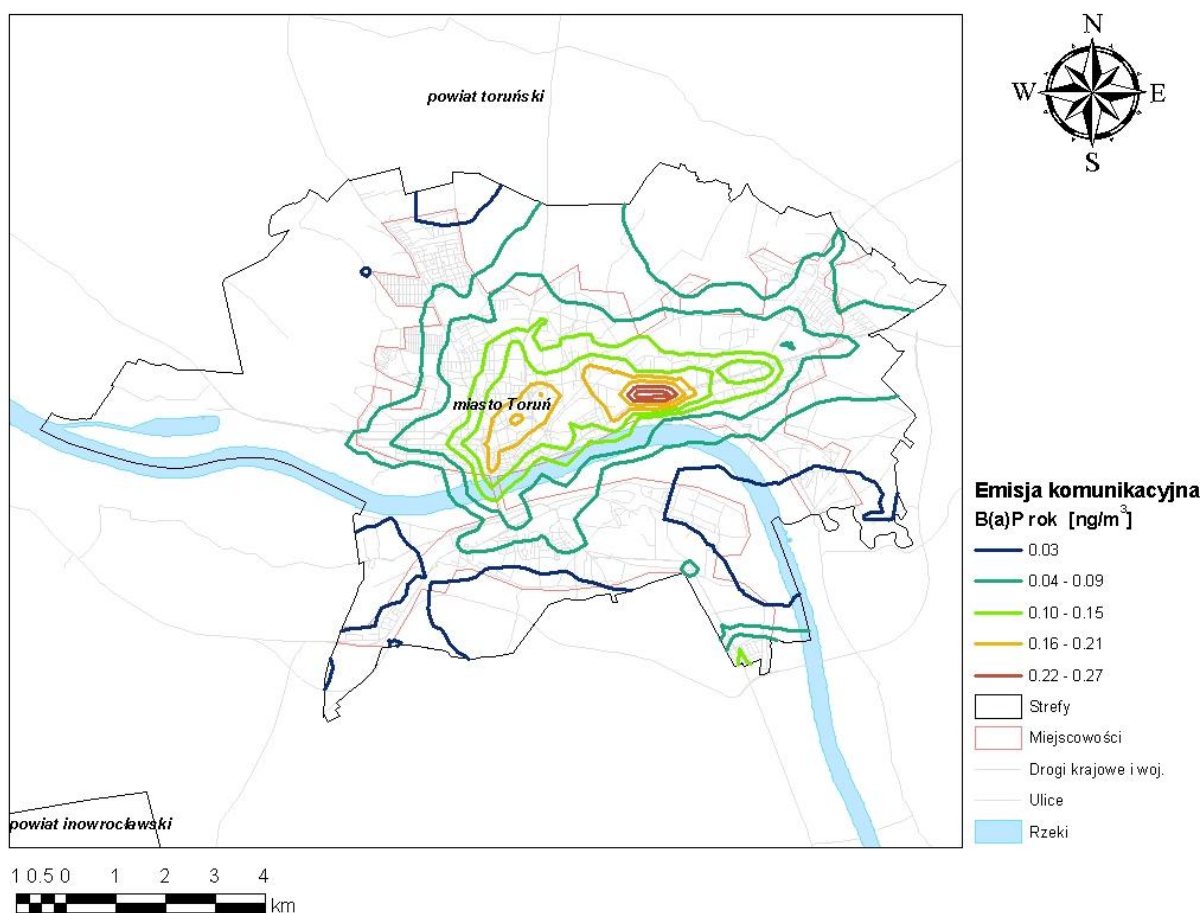 N
W E
S
powiat toruński
miasto Toruń
powiat inowrocławski
Emisja komunikacyjna
B(a)P rok [ng/m³]
0.03
0.04 - 0.09
0.10 - 0.15
0.16 - 0.21
0.22 - 0.27
Strefy
Miejscowości
Drogi krajowe i woj.
Ulice
Rzeki
1 0.5 0 1 2 3 4
km